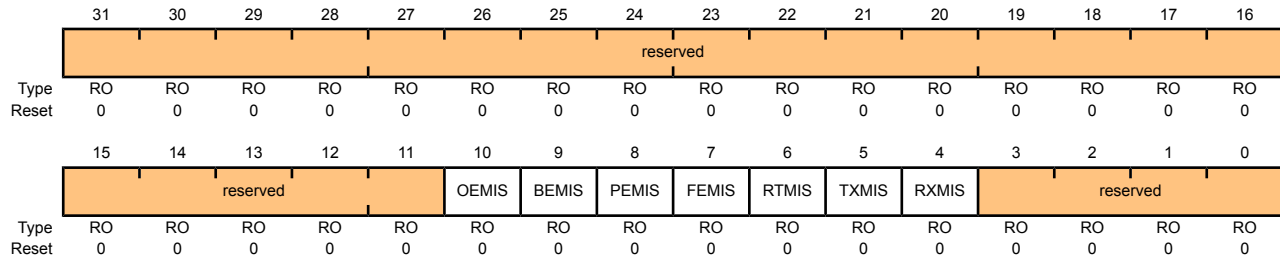 31 30 29 28 27 26 25 24 23 22 21 20 19 18 17 16
reserved
Type RO RO RO RO RO RO RO RO RO RO RO RO RO RO RO RO
Reset 0 0 0 0 0 0 0 0 0 0 0 0 0 0 0 0
15 14 13 12 11 10 9 8 7 6 5 4 3 2 1 0
reserved OEMIS BEMIS PEMIS FEMIS RTMIS TXMIS RXMIS reserved
Type RO RO RO RO RO RO RO RO RO RO RO RO RO RO RO RO
Reset 0 0 0 0 0 0 0 0 0 0 0 0 0 0 0 0